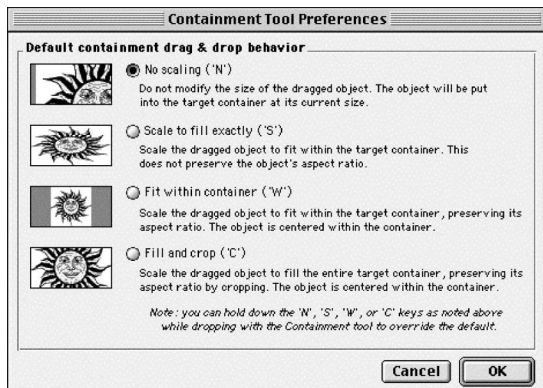 Containment Tool Preferences
Default containment drag & drop behavior
No scaling ('N')
Do not modify the size of the dragged object. The object will be put
into the target container at its current size.
Scale to fill exactly ('S')
Scale the dragged object to fit within the target container. This
does not preserve the object's aspect ratio.
Fit within container ('W')
Scale the dragged object to fit within the target container, preserving its
aspect ratio. The object is centered within the container.
Fill and crop ('C')
Scale the dragged object to fill the entire target container, preserving its
aspect ratio by cropping. The object is centered within the container.
Note: you can hold down the 'N', 'S', 'W', or 'C' keys as noted above
while dropping with the Containment tool to override the default.
Cancel OK